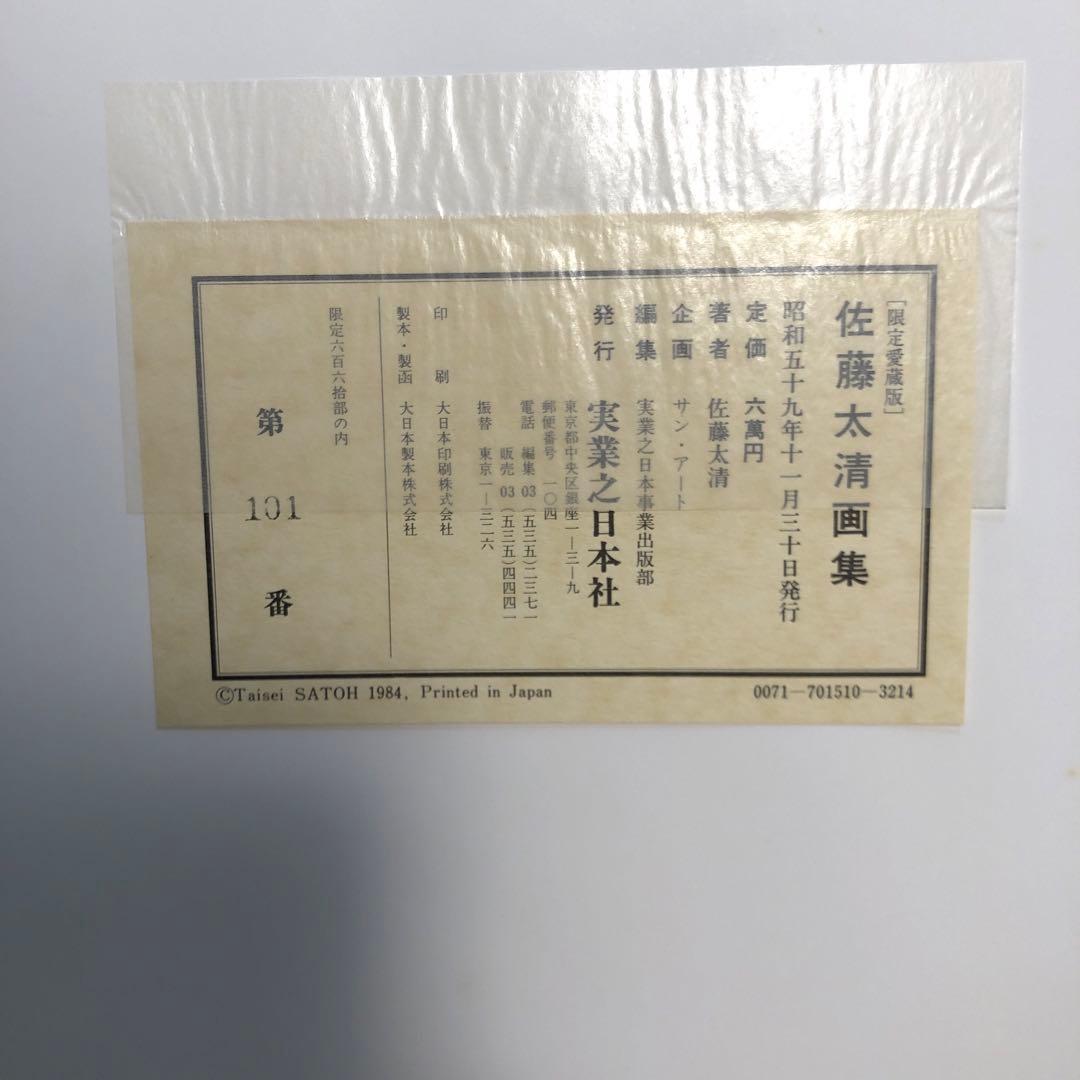 ［限定愛蔵版］
佐藤太清画集
昭和五十九年十一月三十日発行
定価 六萬円
著者 佐藤太清
企画 サン・アート
編集 実業之日本事業出版部
発行 実業之日本社
東京都中央区銀座一―三―九
郵便番号 一〇四
電話 編集 03（五三五）二三七一
販売 03（五三五）四四四一
振替 東京一―三二六
印刷 大日本印刷株式会社
製本・製函 大日本製本株式会社
限定六百六拾部の内
第 101 番
©Taisei SATOH 1984, Printed in Japan
0071―701510―3214